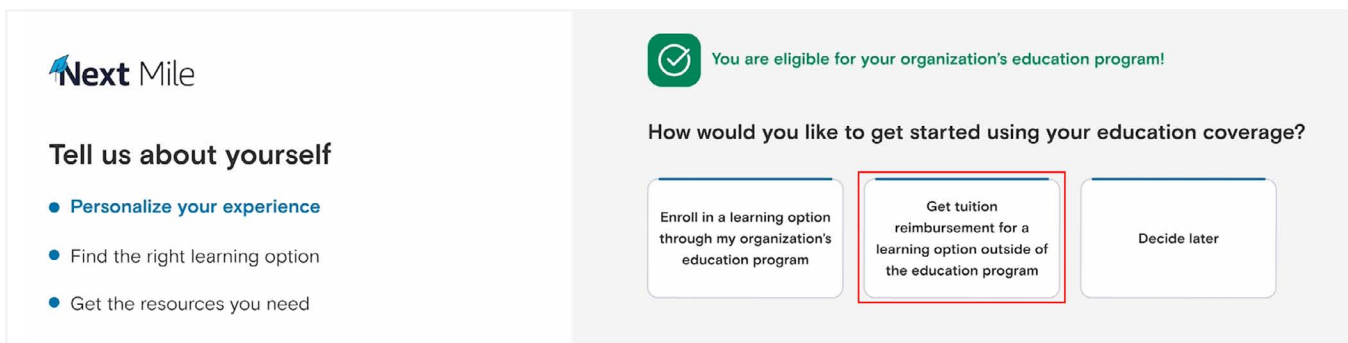 Next Mile
Tell us about yourself
Personalize your experience
Find the right learning option
Get the resources you need
You are eligible for your organization's education program!
How would you like to get started using your education coverage?
Enroll in a learning option
through my organization's
education program
Get tuition
reimbursement for a
learning option outside of
the education program
Decide later